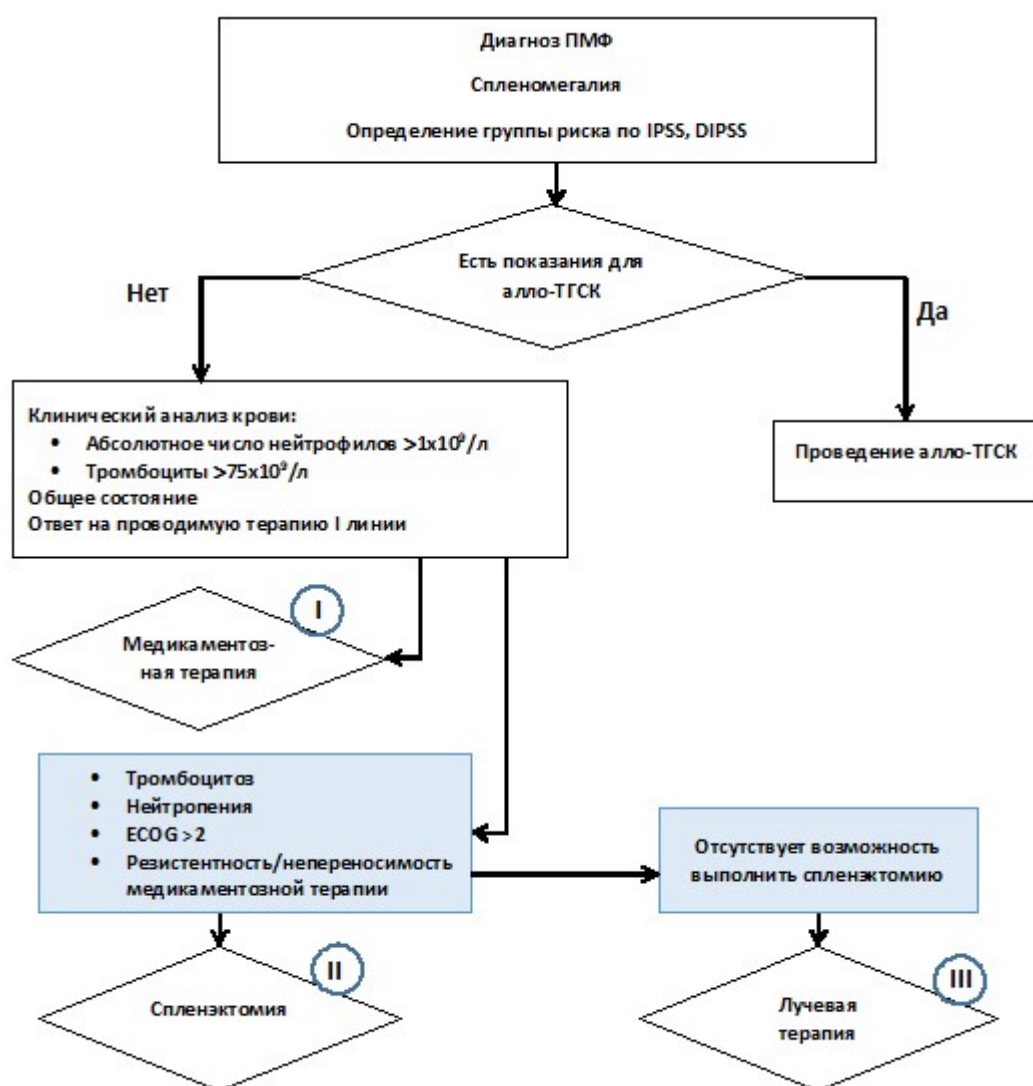 Диагноз ПМФ
Спленомегалия
Определение группы риска по IPSS, DIPSS
Есть показания для
алло-ТГСК
Нет
Да
Клинический анализ крови:
• Абсолютное число нейтрофилов >1х10⁹/л
• Тромбоциты >75х10⁹/л
Общее состояние
Ответ на проводимую терапию I линии
Проведение алло-ТГСК
I
Медикаментоз-
ная терапия
• Тромбоцитоз
• Нейтропения
• ECOG >2
• Резистентность/непереносимость
медикаментозной терапии
Отсутствует возможность
выполнить спленэктомию
II
Спленэктомия
III
Лучевая
терапия